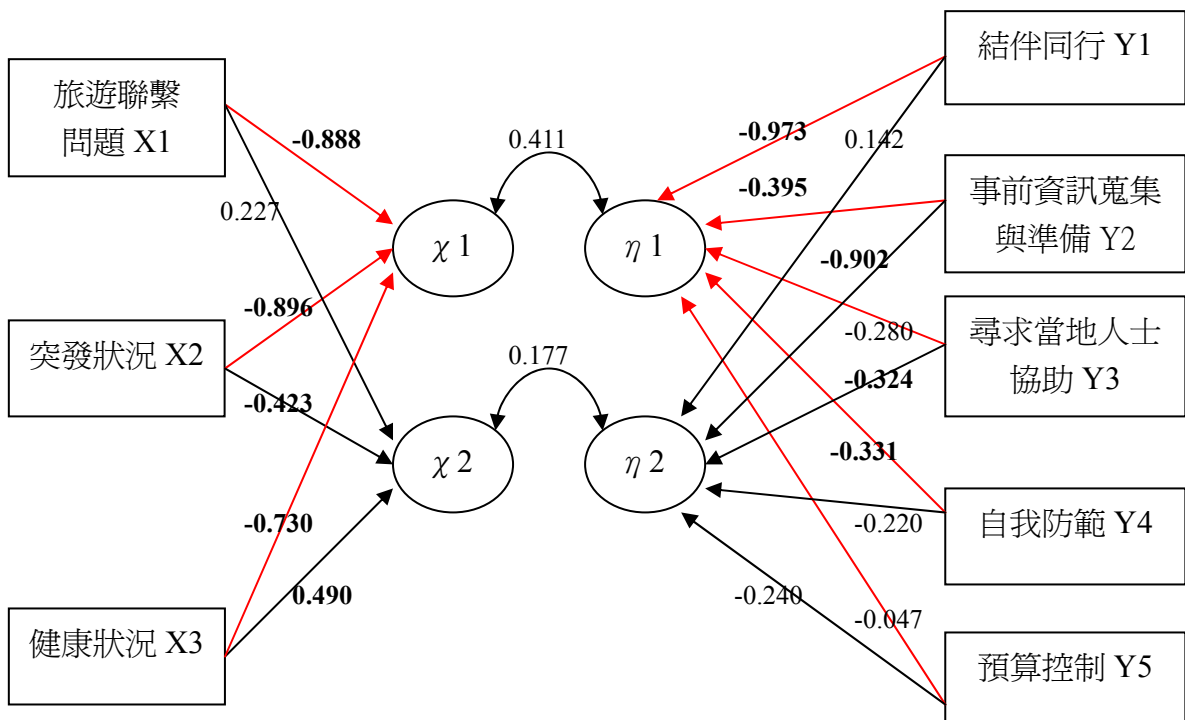 旅遊聯繫
問題 X1
突發狀況 X2
健康狀況 X3
-0.888
0.227
-0.896
-0.423
-0.730
0.490
0.411
χ 1
η 1
0.177
χ 2
η 2
-0.973
0.142
-0.395
-0.902
-0.280
-0.324
-0.331
-0.220
-0.240
-0.047
結伴同行 Y1
事前資訊蒐集
與準備 Y2
尋求當地人士
協助 Y3
自我防範 Y4
預算控制 Y5